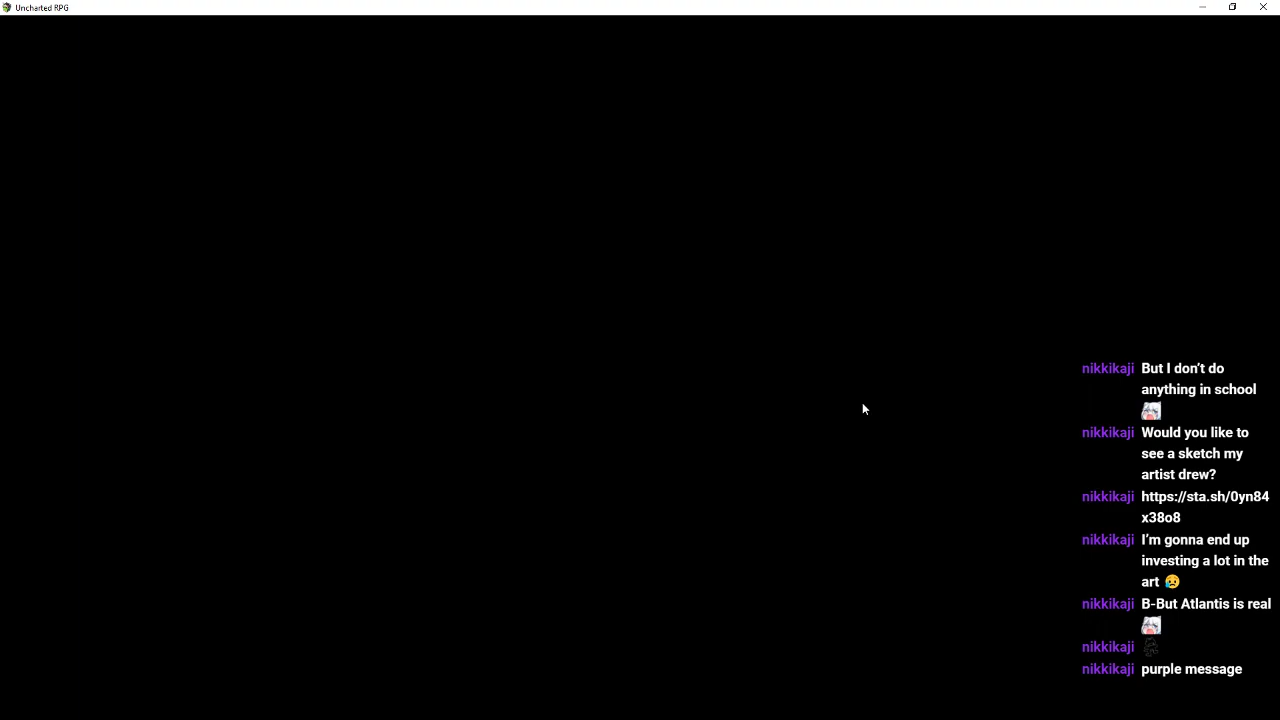 Uncharted RPG
nikkikaji But I don't do
anything in school
nikkikaji Would you like to
see a sketch my
artist drew?
nikkikaji https://sta.sh/0yn84
x38o8
nikkikaji I'm gonna end up
investing a lot in the
art 😥
nikkikaji B-But Atlantis is real
nikkikaji
nikkikaji purple message